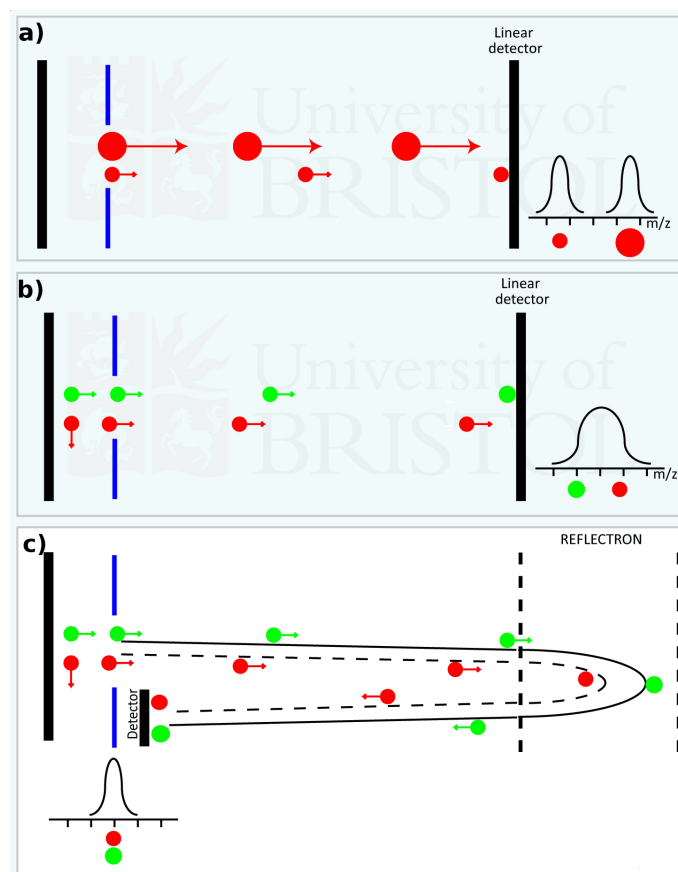 a)
Linear
detector
University of
BRISTOL
m/z
b)
Linear
detector
University of
BRISTOL
m/z
c)
REFLECTRON
Detector